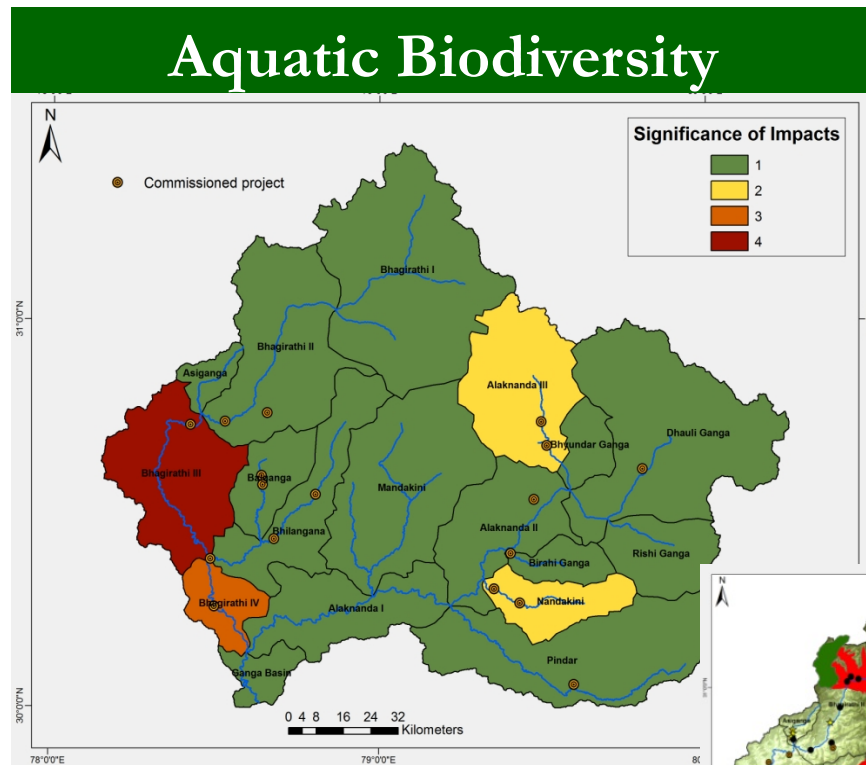 Aquatic Biodiversity
N
Significance of Impacts
1
2
3
4
Commissioned project
Bhagirathi I
31°0'0"N
Bhagirathi II
Asiganga
Alaknanda III
Bhyundar Ganga
Dhauli Ganga
Bhagirathi III
Balganga
Mandakini
Bhilangana
Alaknanda II
Birahi Ganga
Rishi Ganga
Bhagirathi IV
Alaknanda I
Nandakini
Pindar
Ganga Basin
30°0'0"N
0 4 8 16 24 32
Kilometers
78°0'0"E
79°0'0"E
80
N
Asiganga